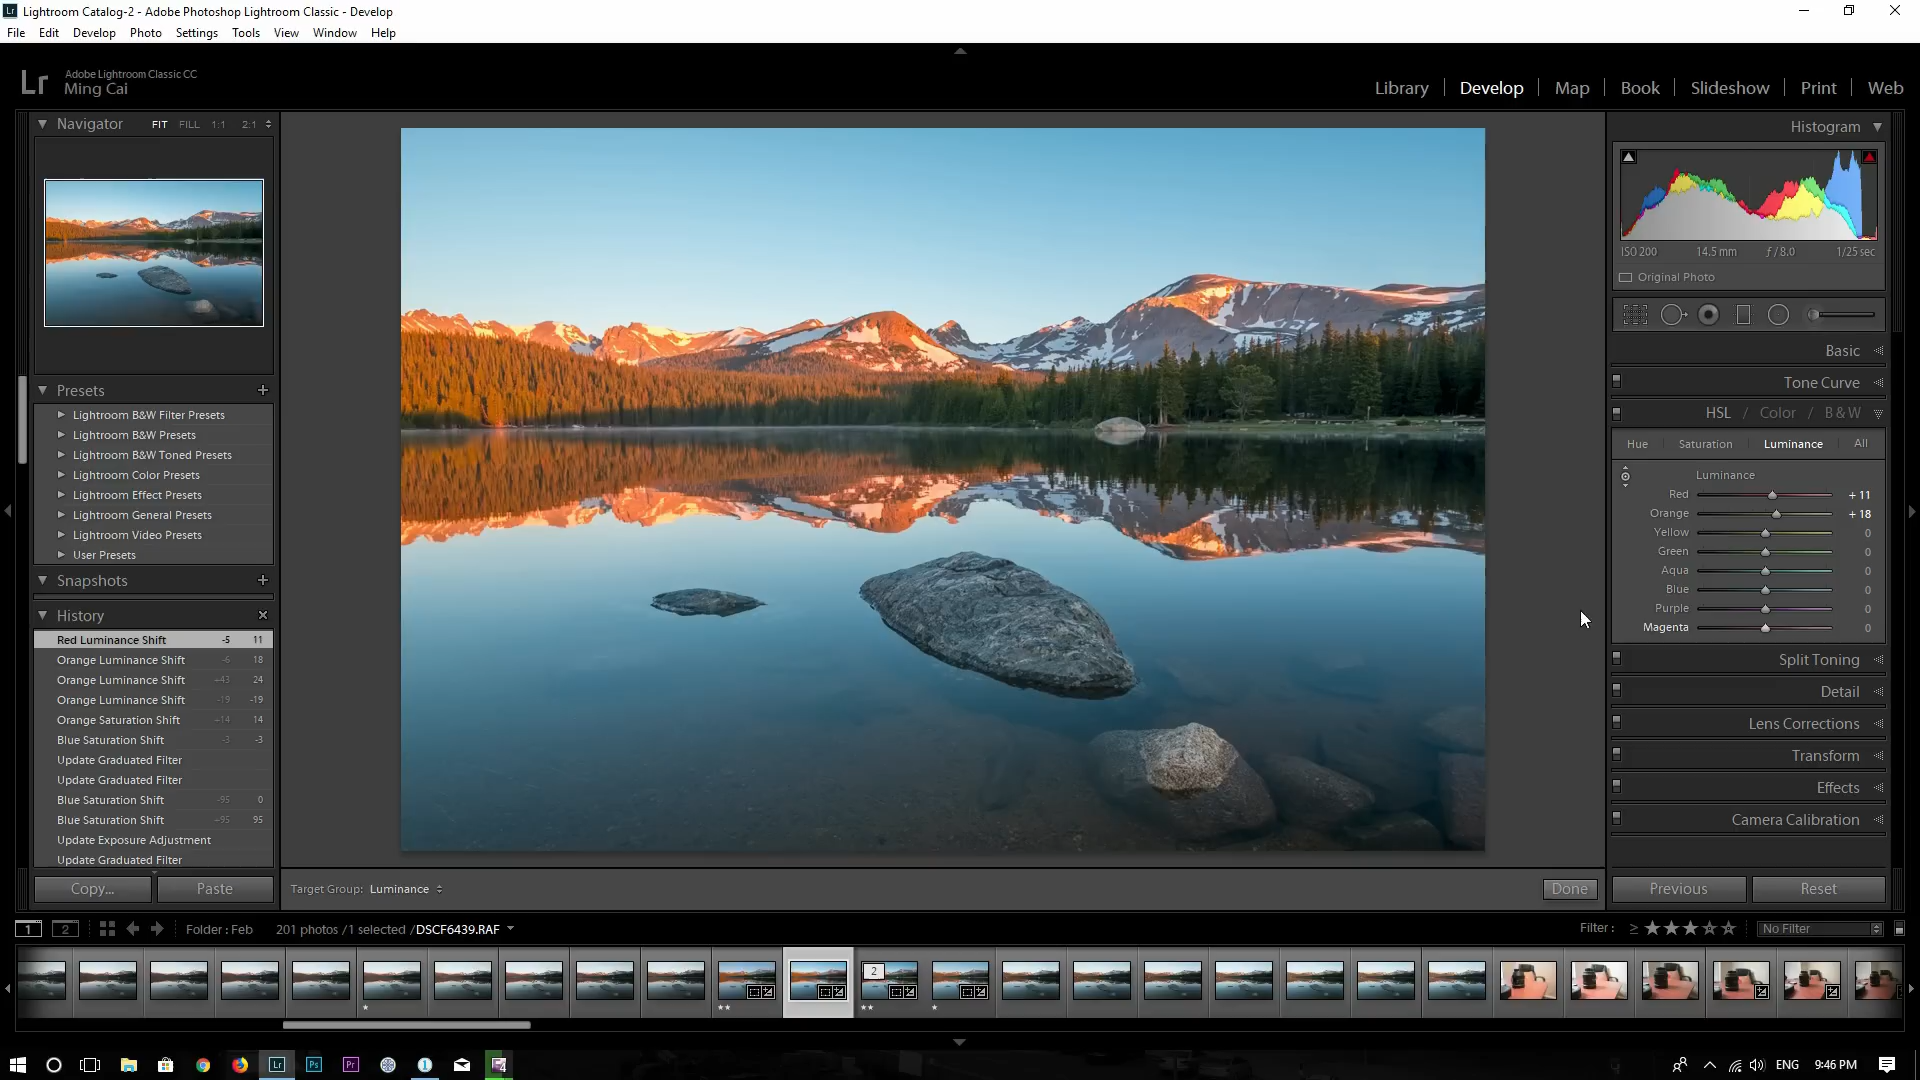 Lr Lightroom Catalog-2 - Adobe Photoshop Lightroom Classic - Develop
File Edit Develop Photo Settings Tools View Window Help
Lr Adobe Lightroom Classic CC
Ming Cai
Library Develop Map Book Slideshow Print Web
Navigator FIT FILL 1:1 2:1
Histogram
ISO 200 14.5 mm ƒ / 8.0 1/25 sec
Original Photo
Basic
Tone Curve
HSL / Color / B & W
Hue Saturation Luminance All
Luminance
Red + 11
Orange + 18
Yellow 0
Green 0
Aqua 0
Blue 0
Purple 0
Magenta 0
Split Toning
Detail
Lens Corrections
Transform
Effects
Camera Calibration
Presets +
Lightroom B&W Filter Presets
Lightroom B&W Presets
Lightroom B&W Toned Presets
Lightroom Color Presets
Lightroom Effect Presets
Lightroom General Presets
Lightroom Video Presets
User Presets
Snapshots +
History
Red Luminance Shift -5 11
Orange Luminance Shift -6 18
Orange Luminance Shift +43 24
Orange Luminance Shift -19 -19
Orange Saturation Shift +14 14
Blue Saturation Shift -3 -3
Update Graduated Filter
Update Graduated Filter
Blue Saturation Shift -95 0
Blue Saturation Shift +95 95
Update Exposure Adjustment
Update Graduated Filter
Copy... Paste
Target Group: Luminance Done
Previous Reset
1 2 Folder : Feb 201 photos / 1 selected / DSCF6439.RAF Filter : ≥ No Filter
2
Lr Ps Pr ENG 9:46 PM